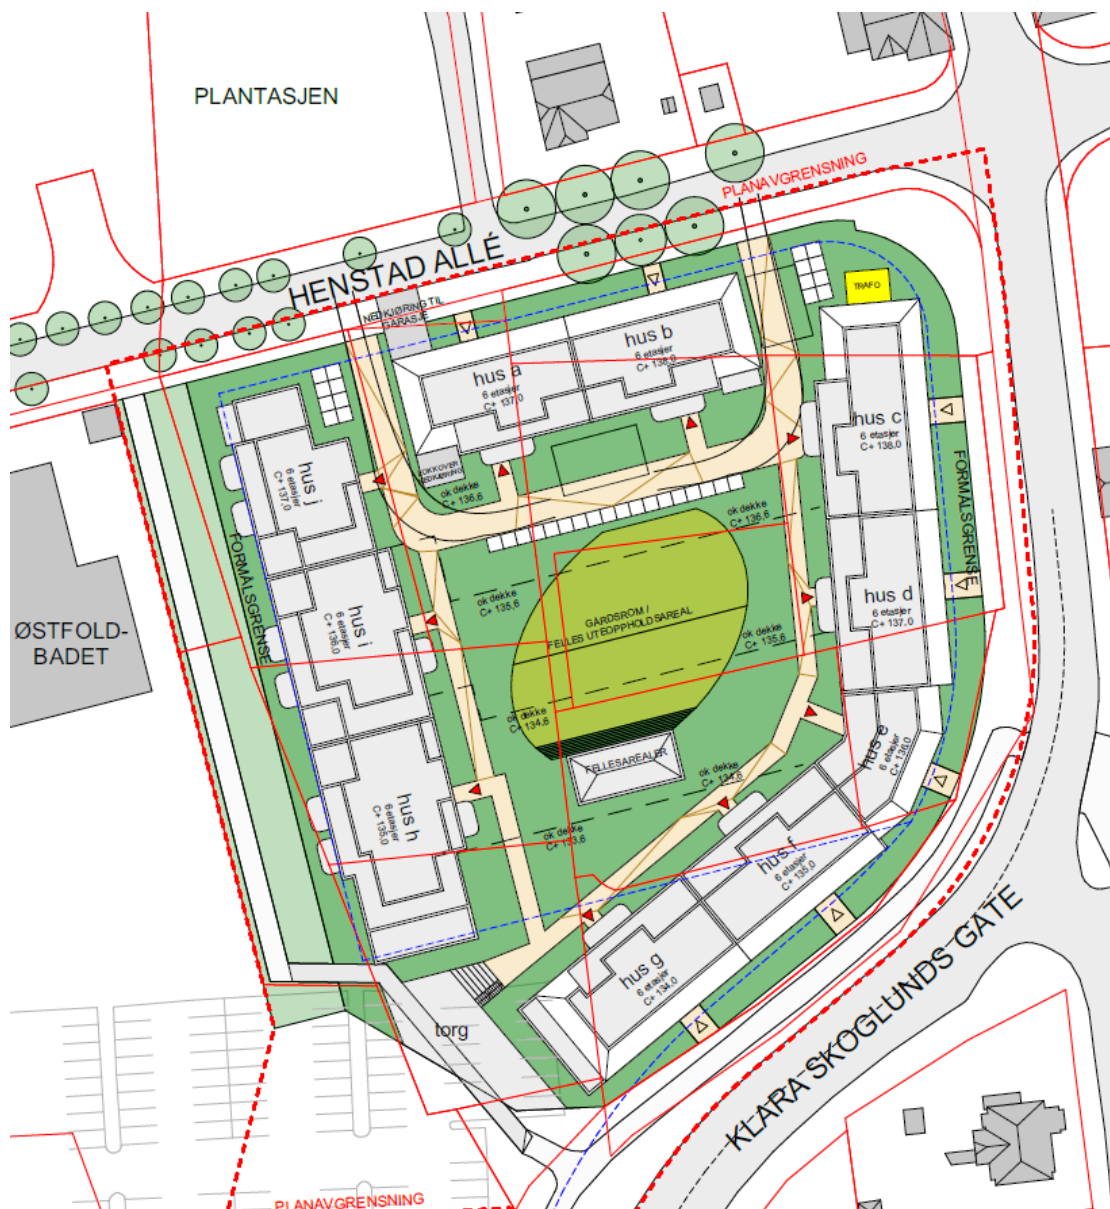 PLANTASJEN
PLANAVGRENSNING
HENSTAD ALLÉ
NEDKJØRING TIL
GARASJE
TRAFO
hus a
6 etasjer
C+ 137,0
hus b
6 etasjer
C+ 138,0
hus c
6 etasjer
C+ 138,0
hus j
6 etasjer
C+ 137,0
NEDKJØRING
ok dekke
C+ 136,6
ok dekke
C+ 136,6
FORMÅLSGRENSE
FORMÅLSGRENSE
ØSTFOLD-
BADET
hus i
6 etasjer
C+ 136,0
ok dekke
C+ 135,6
GÅRDSROM /
FELLES UTEOPPHOLDSAREAL
ok dekke
C+ 135,6
hus d
6 etasjer
C+ 137,0
ok dekke
C+ 134,6
FELLESAREALER
ok dekke
C+ 134,6
hus e
6 etasjer
C+ 136,0
hus h
6 etasjer
C+ 135,0
ok dekke
C+ 133,6
hus f
6 etasjer
C+ 135,0
hus g
6 etasjer
C+ 134,0
torg
KLARA SKOGLUNDS GATE
PLANAVGRENSNING